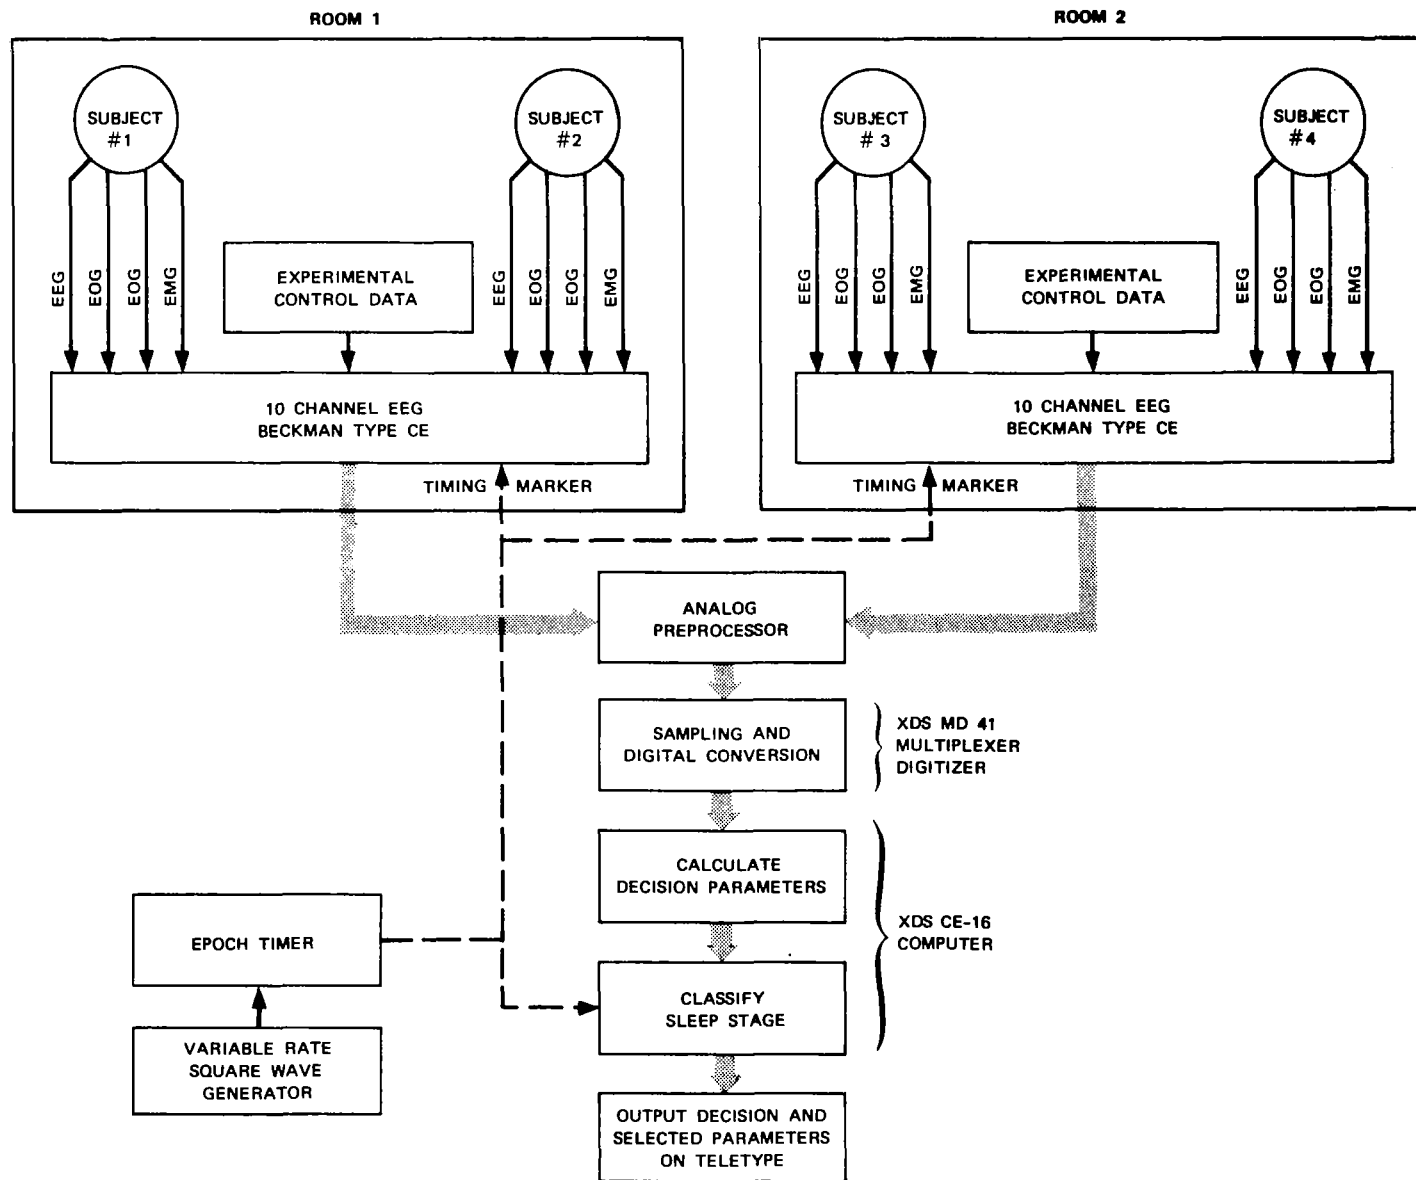 ROOM 1
ROOM 2
SUBJECT
#1
SUBJECT
#2
SUBJECT
#3
SUBJECT
#4
EEG
EOG
EOG
EMG
EXPERIMENTAL
CONTROL DATA
EEG
EOG
EOG
EMG
EEG
EOG
EOG
EMG
EXPERIMENTAL
CONTROL DATA
EEG
EOG
EOG
EMG
10 CHANNEL EEG
BECKMAN TYPE CE
10 CHANNEL EEG
BECKMAN TYPE CE
TIMING MARKER
TIMING MARKER
ANALOG
PREPROCESSOR
SAMPLING AND
DIGITAL CONVERSION
XDS MD 41
MULTIPLEXER
DIGITIZER
CALCULATE
DECISION PARAMETERS
XDS CE-16
COMPUTER
EPOCH TIMER
CLASSIFY
SLEEP STAGE
VARIABLE RATE
SQUARE WAVE
GENERATOR
OUTPUT DECISION AND
SELECTED PARAMETERS
ON TELETYPE